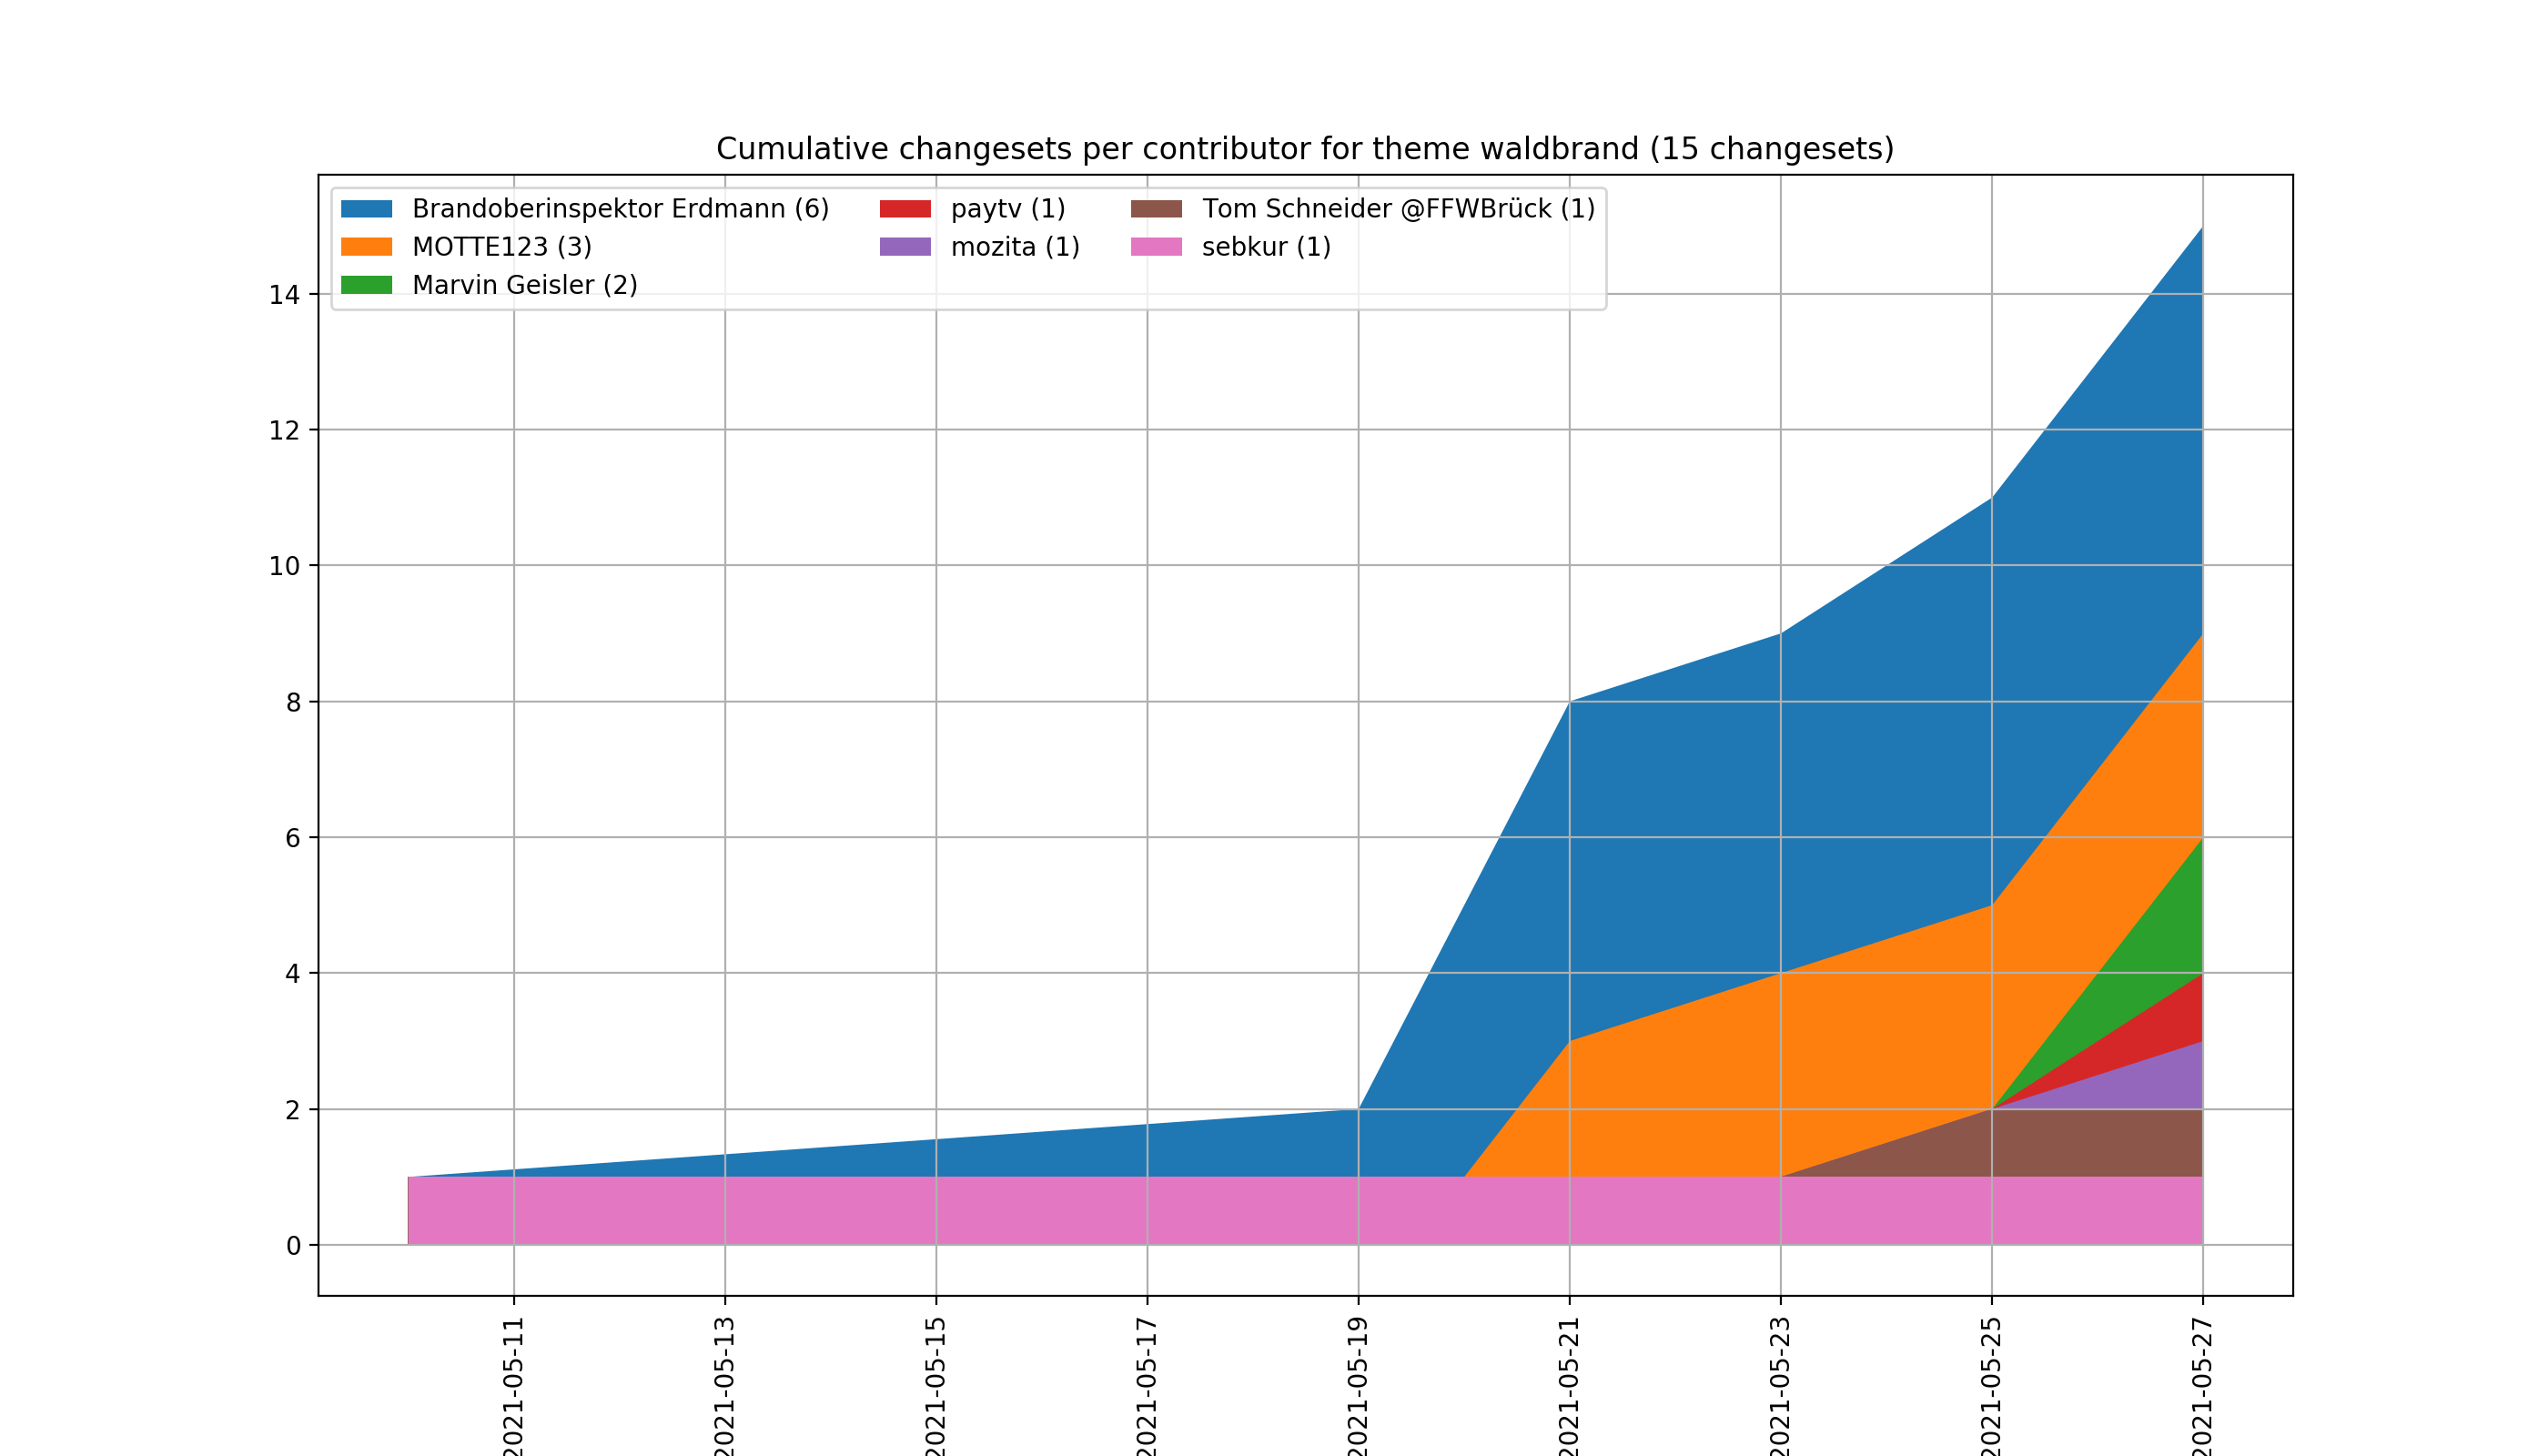 Cumulative changesets per contributor for theme waldbrand (15 changesets)
Brandoberinspektor Erdmann (6)
MOTTE123 (3)
Marvin Geisler (2)
paytv (1)
mozita (1)
Tom Schneider @FFWBrück (1)
sebkur (1)
14
12
10
8
6
4
2
0
2021-05-11
2021-05-13
2021-05-15
2021-05-17
2021-05-19
2021-05-21
2021-05-23
2021-05-25
2021-05-27